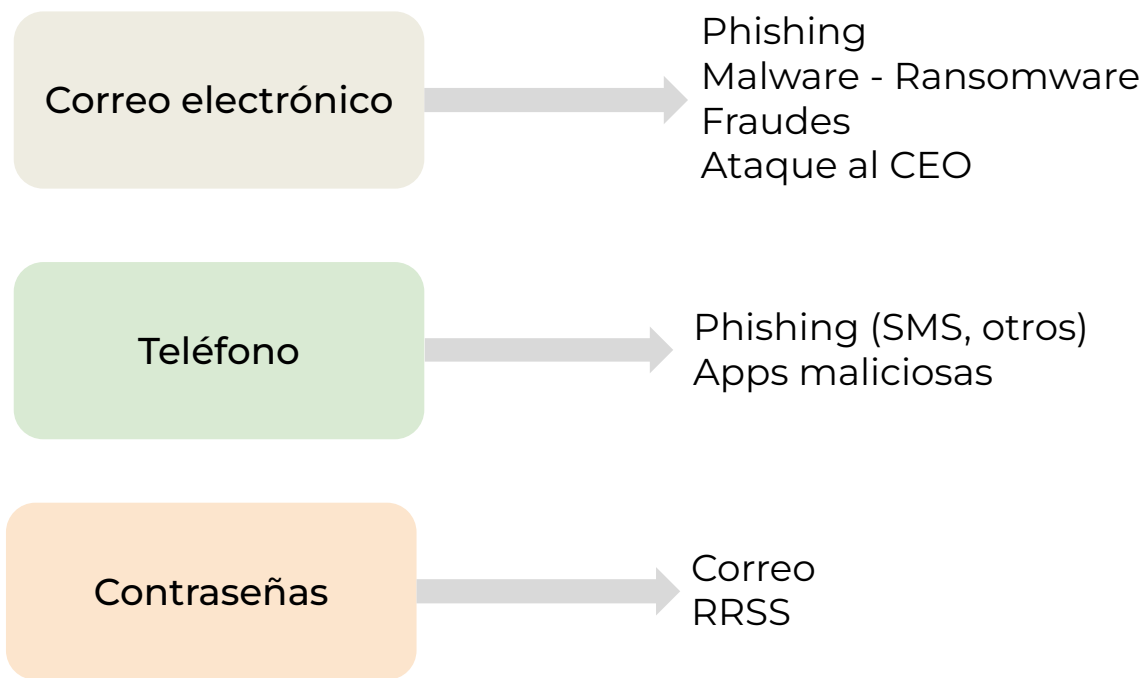 Correo electrónico
Phishing
Malware - Ransomware
Fraudes
Ataque al CEO
Teléfono
Phishing (SMS, otros)
Apps maliciosas
Contraseñas
Correo
RRSS